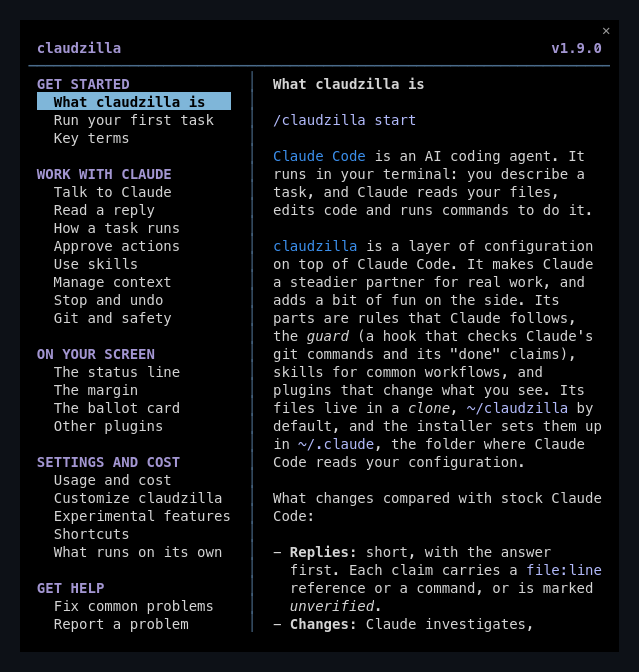 ×
claudzilla v1.9.0
GET STARTED
What claudzilla is
Run your first task
Key terms
WORK WITH CLAUDE
Talk to Claude
Read a reply
How a task runs
Approve actions
Use skills
Manage context
Stop and undo
Git and safety
ON YOUR SCREEN
The status line
The margin
The ballot card
Other plugins
SETTINGS AND COST
Usage and cost
Customize claudzilla
Experimental features
Shortcuts
What runs on its own
GET HELP
Fix common problems
Report a problem
What claudzilla is
/claudzilla start
Claude Code is an AI coding agent. It
runs in your terminal: you describe a
task, and Claude reads your files,
edits code and runs commands to do it.
claudzilla is a layer of configuration
on top of Claude Code. It makes Claude
a steadier partner for real work, and
adds a bit of fun on the side. Its
parts are rules that Claude follows,
the guard (a hook that checks Claude's
git commands and its "done" claims),
skills for common workflows, and
plugins that change what you see. Its
files live in a clone, ~/claudzilla by
default, and the installer sets them up
in ~/.claude, the folder where Claude
Code reads your configuration.
What changes compared with stock Claude
Code:
– Replies: short, with the answer
first. Each claim carries a file:line
reference or a command, or is marked
unverified.
– Changes: Claude investigates,